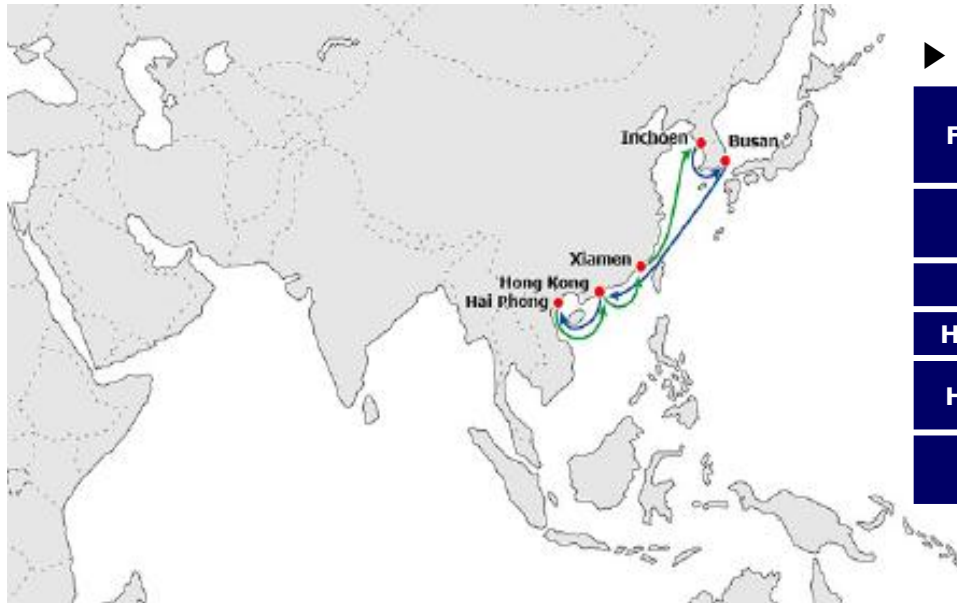 Inchoen
Busan
Xiamen
Hong Kong
Hai Phong
F
H
H